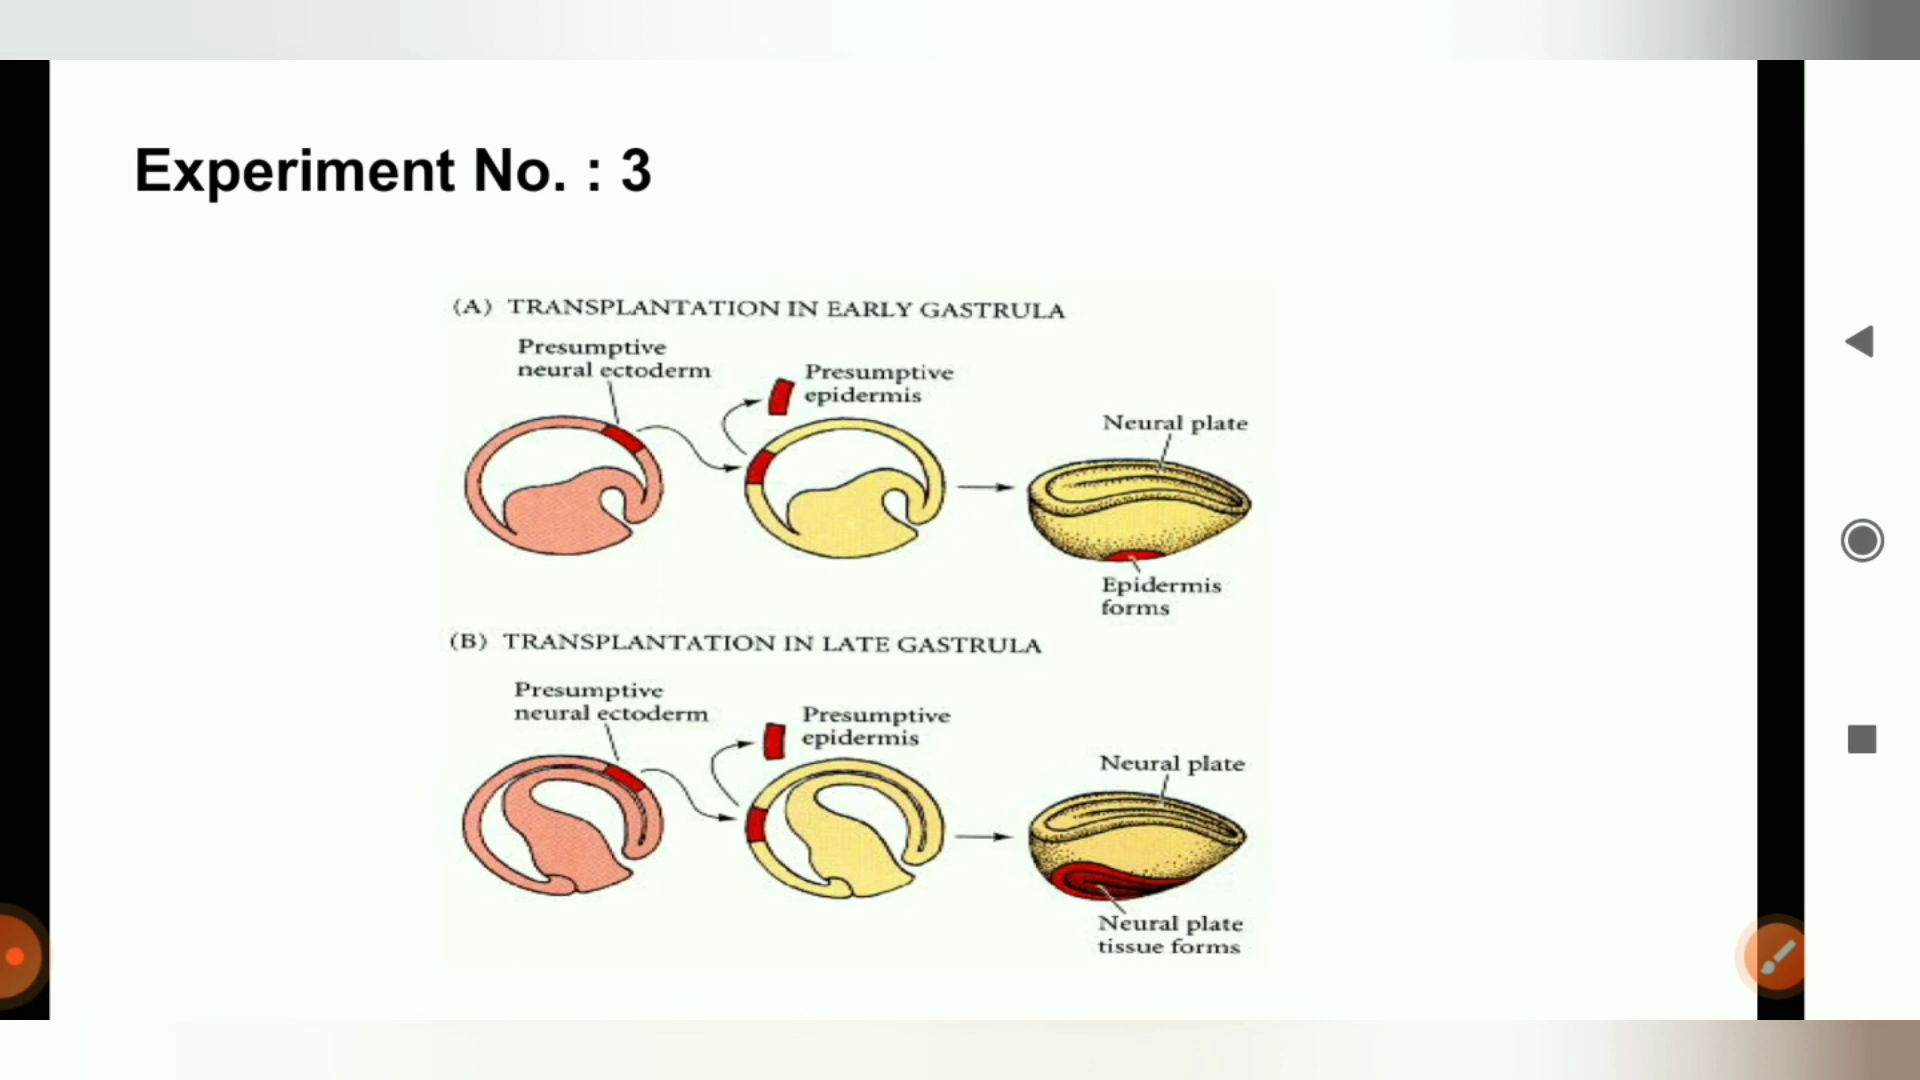 Experiment No. : 3
(A) TRANSPLANTATION IN EARLY GASTRULA
Presumptive
neural ectoderm
Presumptive
epidermis
Neural plate
Epidermis
forms
(B) TRANSPLANTATION IN LATE GASTRULA
Presumptive
neural ectoderm
Presumptive
epidermis
Neural plate
Neural plate
tissue forms